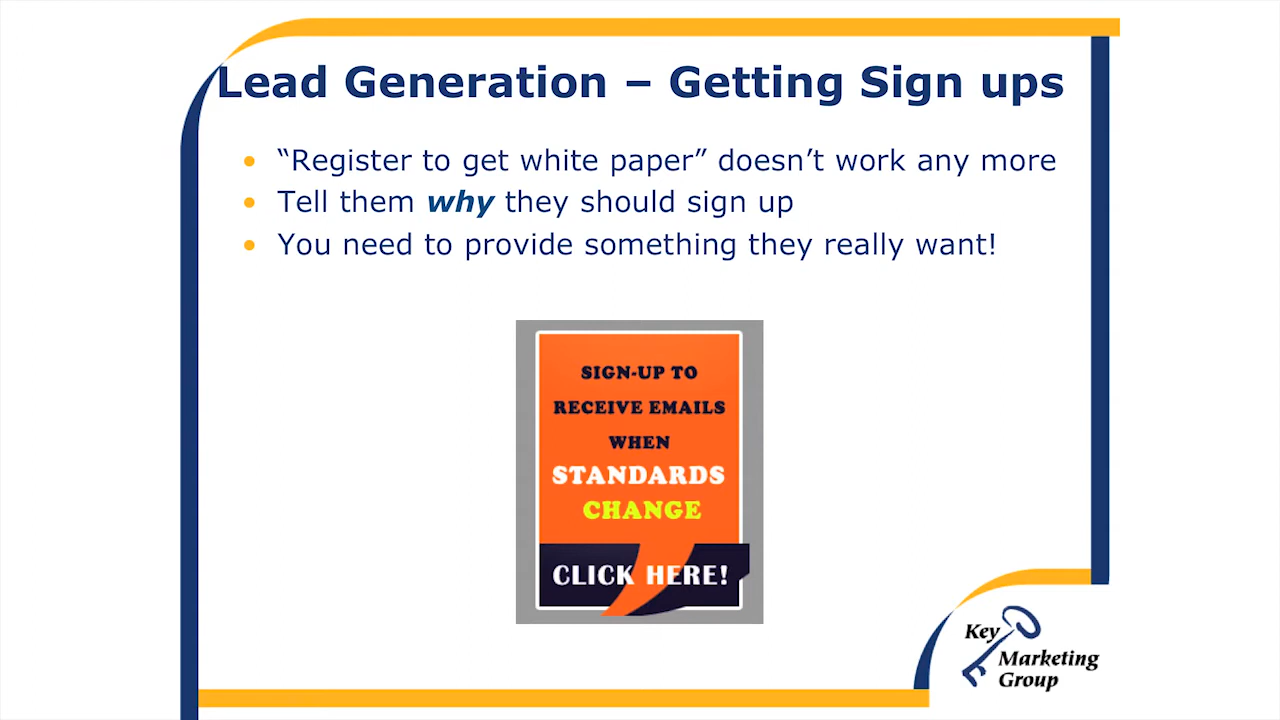 Lead Generation – Getting Sign ups
• “Register to get white paper” doesn’t work any more
• Tell them why they should sign up
• You need to provide something they really want!
SIGN-UP TO
RECEIVE EMAILS
WHEN
STANDARDS
CHANGE
CLICK HERE!
Key
Marketing
Group